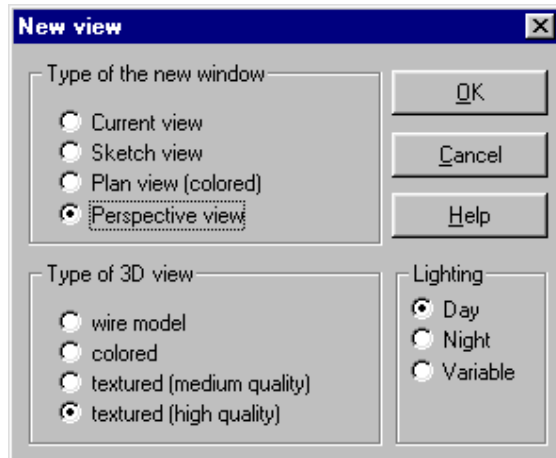 New view
Type of the new window
Current view
Sketch view
Plan view (colored)
Perspective view
OK
Cancel
Help
Type of 3D view
wire model
colored
textured (medium quality)
textured (high quality)
Lighting
Day
Night
Variable